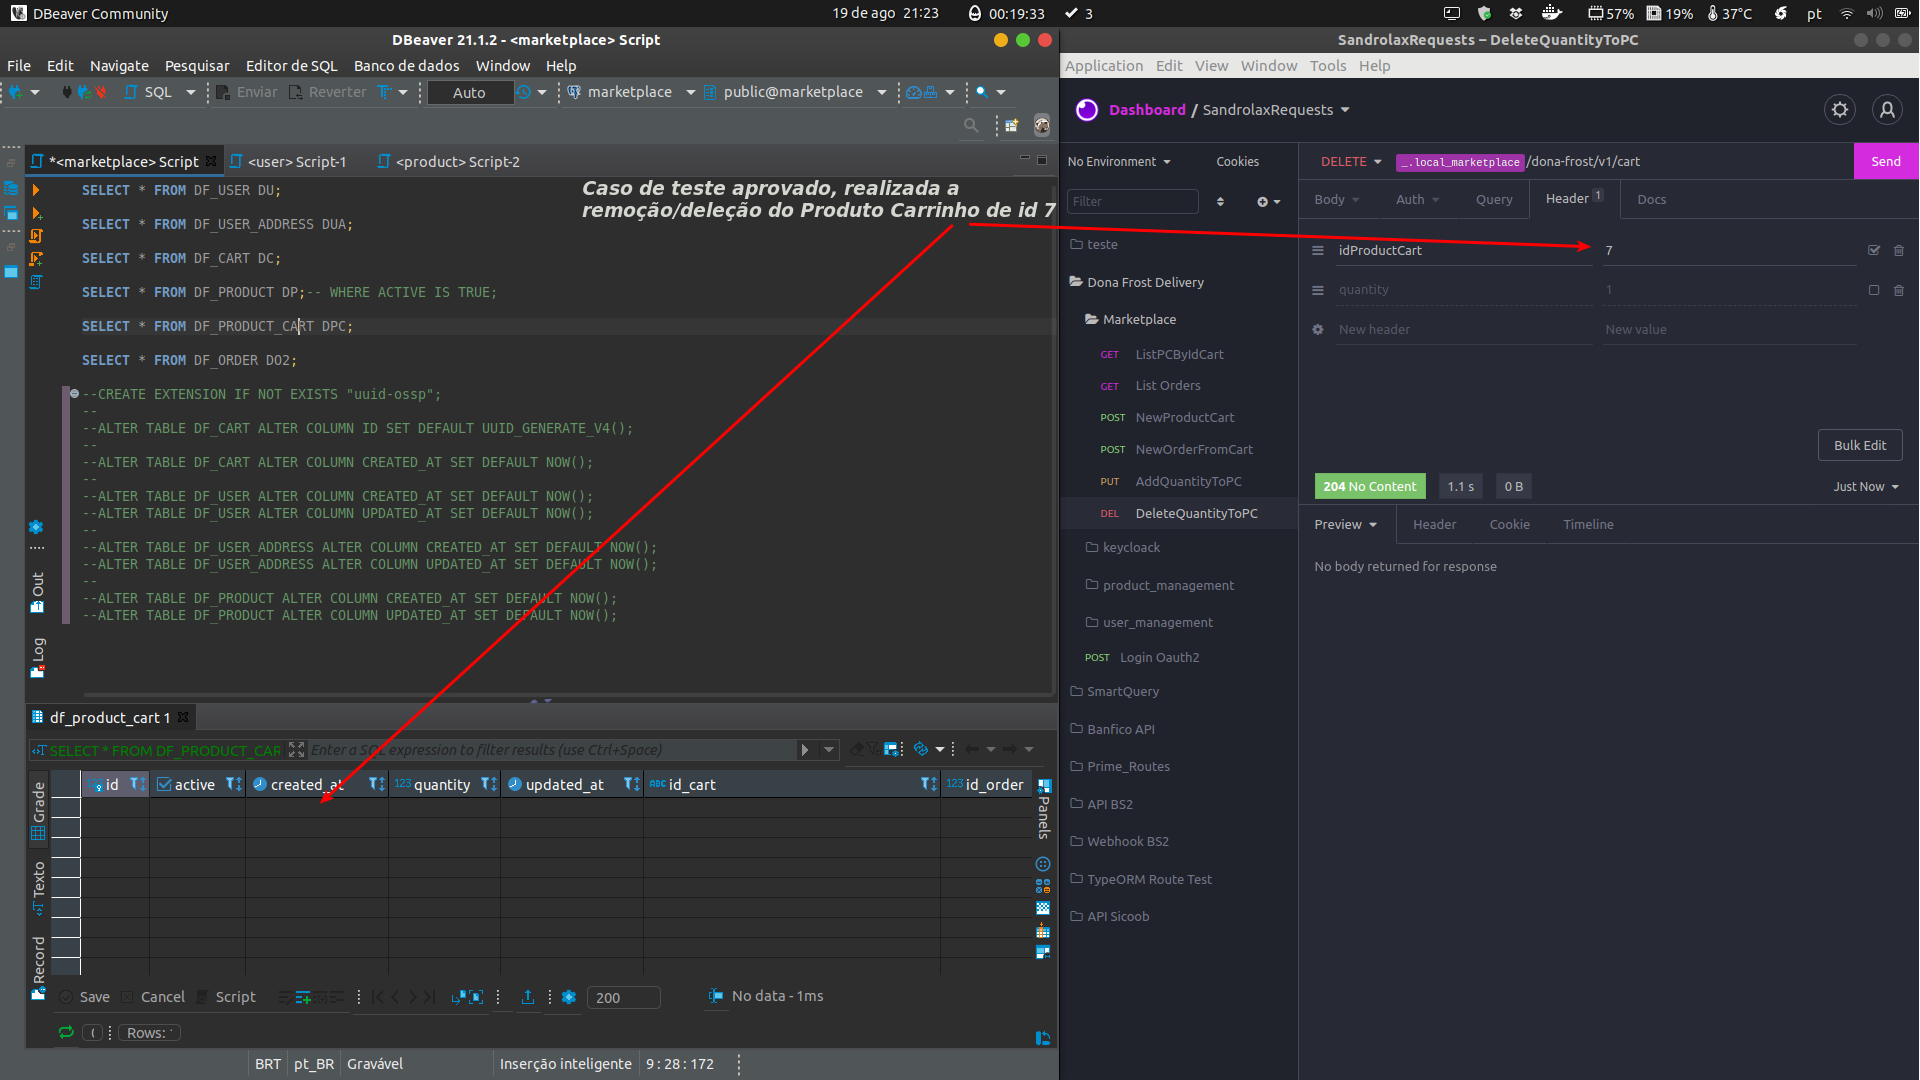 DBeaver Community
19 de ago 21:23
00:19:33
3
57%
19%
37°C
pt
DBeaver 21.1.2 - <marketplace> Script
File Edit Navigate Pesquisar Editor de SQL Banco de dados Window Help
SQL Enviar Reverter Auto marketplace public@marketplace
*<marketplace> Script
<user> Script-1
<product> Script-2
Caso de teste aprovado, realizada a
remoção/deleção do Produto Carrinho de id 7
SELECT * FROM DF_USER DU;
SELECT * FROM DF_USER_ADDRESS DUA;
SELECT * FROM DF_CART DC;
SELECT * FROM DF_PRODUCT DP;-- WHERE ACTIVE IS TRUE;
SELECT * FROM DF_PRODUCT_CART DPC;
SELECT * FROM DF_ORDER DO2;
--CREATE EXTENSION IF NOT EXISTS "uuid-ossp";
--
--ALTER TABLE DF_CART ALTER COLUMN ID SET DEFAULT UUID_GENERATE_V4();
--
--ALTER TABLE DF_CART ALTER COLUMN CREATED_AT SET DEFAULT NOW();
--
--ALTER TABLE DF_USER ALTER COLUMN CREATED_AT SET DEFAULT NOW();
--ALTER TABLE DF_USER ALTER COLUMN UPDATED_AT SET DEFAULT NOW();
--
--ALTER TABLE DF_USER_ADDRESS ALTER COLUMN CREATED_AT SET DEFAULT NOW();
--ALTER TABLE DF_USER_ADDRESS ALTER COLUMN UPDATED_AT SET DEFAULT NOW();
--
--ALTER TABLE DF_PRODUCT ALTER COLUMN CREATED_AT SET DEFAULT NOW();
--ALTER TABLE DF_PRODUCT ALTER COLUMN UPDATED_AT SET DEFAULT NOW();
Out
Log
df_product_cart 1
SELECT * FROM DF_PRODUCT_CAR
Enter a SQL expression to filter results (use Ctrl+Space)
id active created_at 123 quantity updated_at ABC id_cart 123 id_order
Grade
Texto
Record
Panels
Save Cancel Script 200 No data - 1ms
Rows:
BRT pt_BR Gravável Inserção inteligente 9 : 28 : 172
SandrolaxRequests – DeleteQuantityToPC
Application Edit View Window Tools Help
Dashboard / SandrolaxRequests
No Environment Cookies
Filter
teste
Dona Frost Delivery
Marketplace
GET ListPCByIdCart
GET List Orders
POST NewProductCart
POST NewOrderFromCart
PUT AddQuantityToPC
DEL DeleteQuantityToPC
keycloack
product_management
user_management
POST Login Oauth2
SmartQuery
Banfico API
Prime_Routes
API BS2
Webhook BS2
TypeORM Route Test
API Sicoob
DELETE _.local_marketplace /dona-frost/v1/cart Send
Body Auth Query Header 1 Docs
idProductCart 7
quantity 1
New header New value
Bulk Edit
204 No Content 1.1 s 0 B Just Now
Preview Header Cookie Timeline
No body returned for response